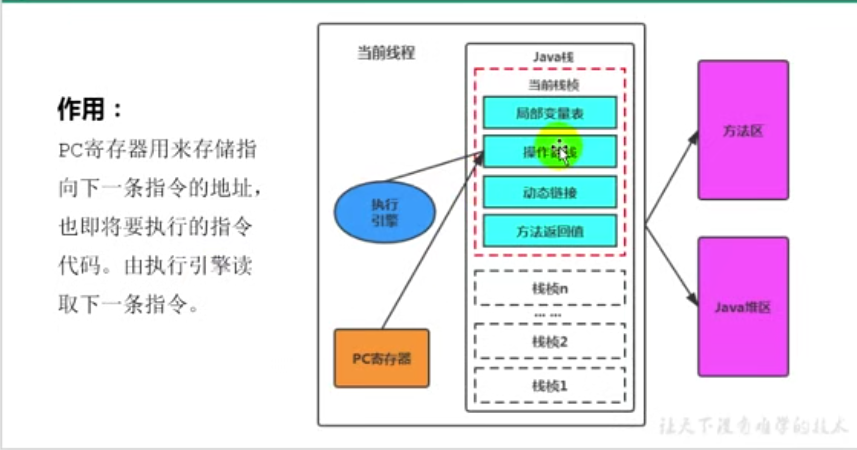 作用：
PC寄存器用来存储指
向下一条指令的地址，
也即将要执行的指令
代码。由执行引擎读
取下一条指令。
当前线程
Java栈
当前栈桢
局部变量表
操作
栈
动态链接
方法返回值
执行
引擎
栈桢n
... ...
栈桢2
栈桢1
PC寄存器
方法区
Java堆区
让天下没有难学的技术